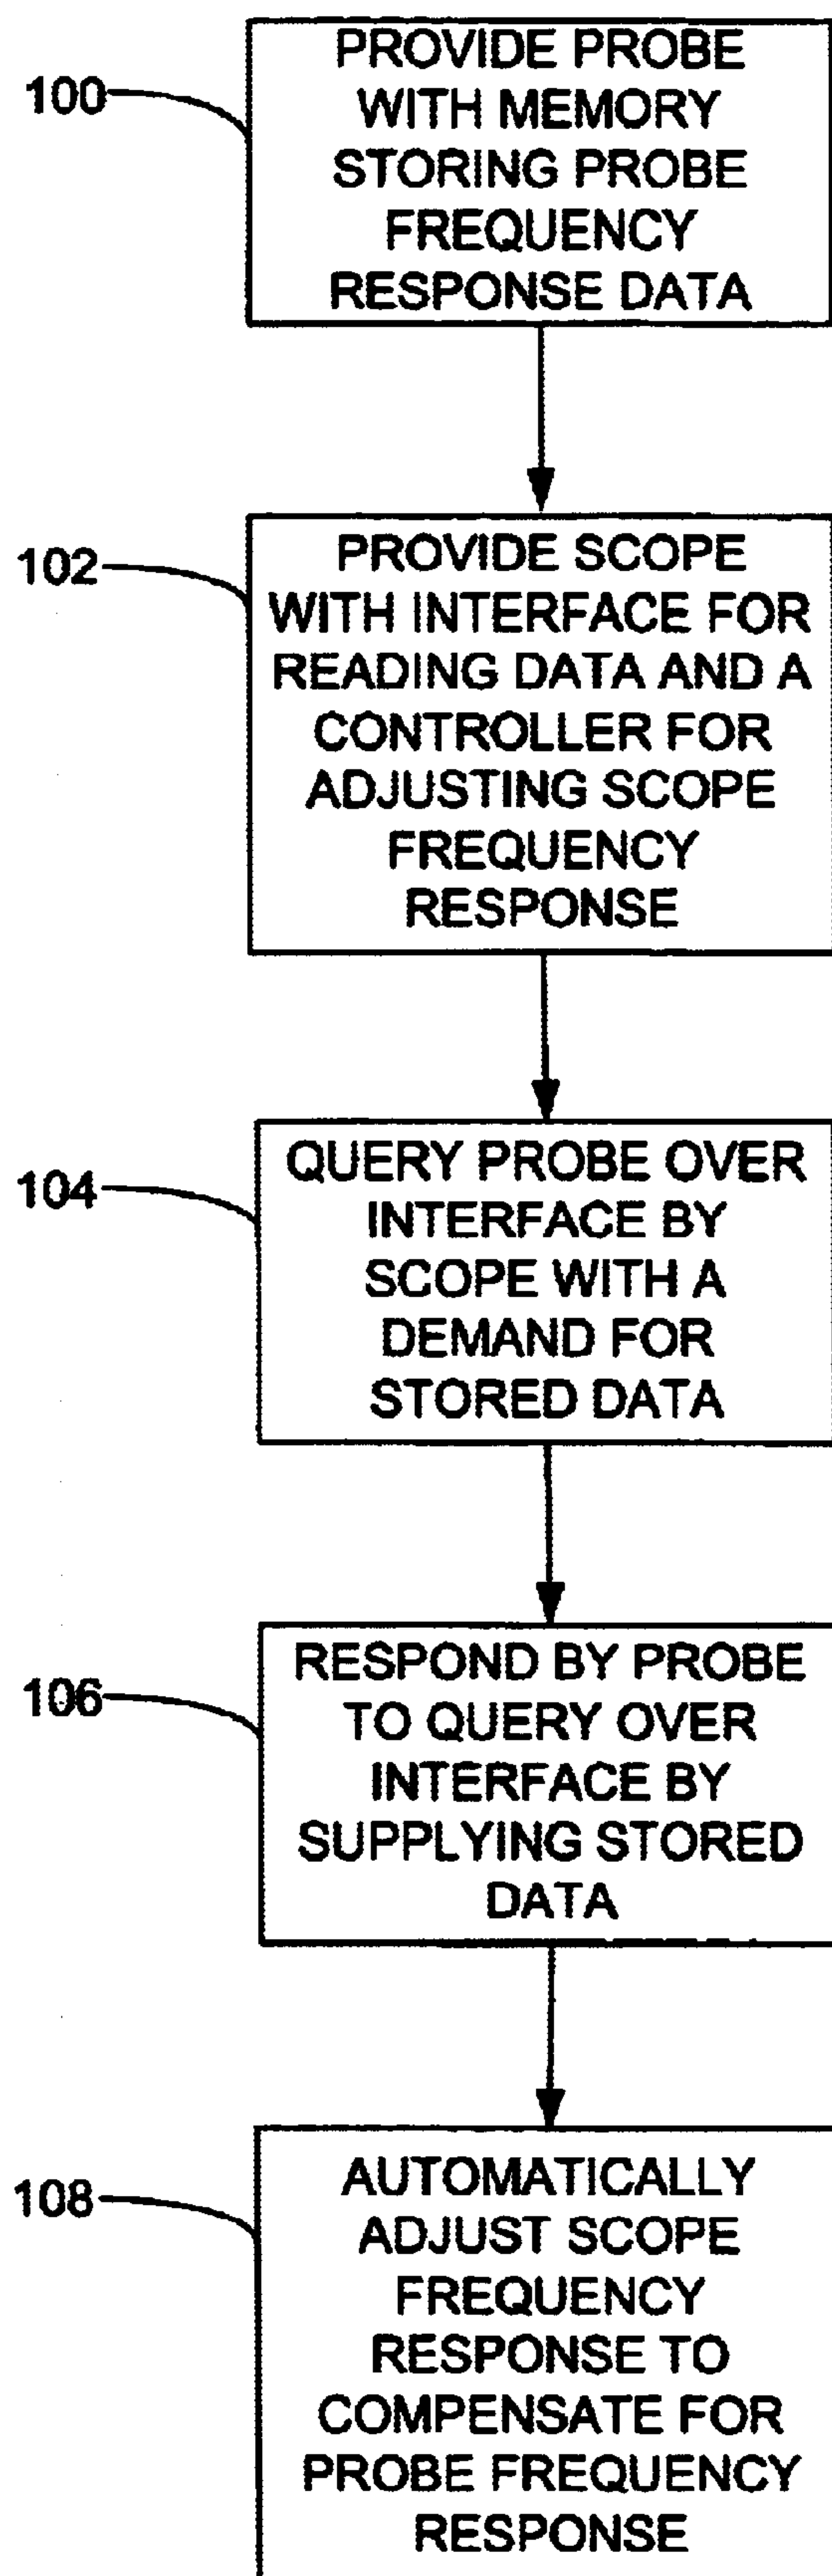 100
PROVIDE PROBE
WITH MEMORY
STORING PROBE
FREQUENCY
RESPONSE DATA
102
PROVIDE SCOPE
WITH INTERFACE FOR
READING DATA AND A
CONTROLLER FOR
ADJUSTING SCOPE
FREQUENCY
RESPONSE
104
QUERY PROBE OVER
INTERFACE BY
SCOPE WITH A
DEMAND FOR
STORED DATA
106
RESPOND BY PROBE
TO QUERY OVER
INTERFACE BY
SUPPLYING STORED
DATA
108
AUTOMATICALLY
ADJUST SCOPE
FREQUENCY
RESPONSE TO
COMPENSATE FOR
PROBE FREQUENCY
RESPONSE